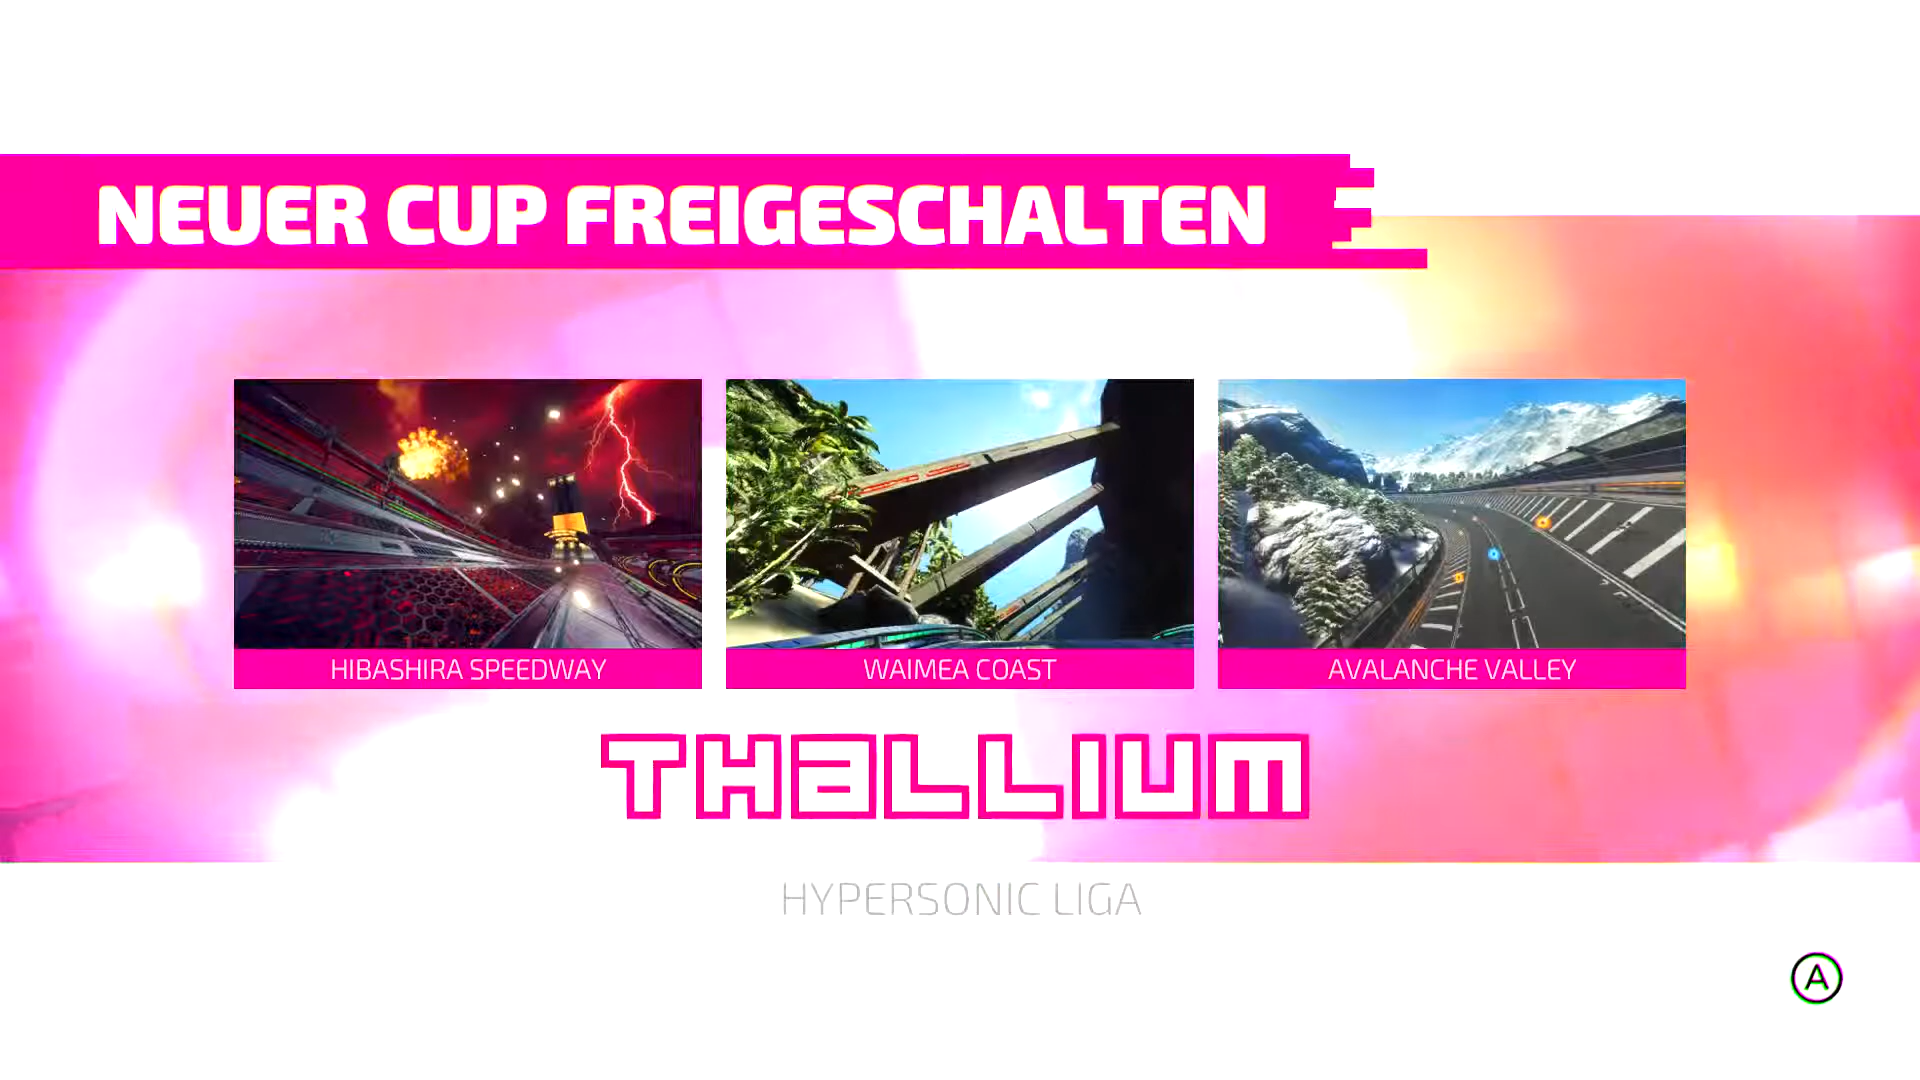 NEUER CUP FREIGESCHALTEN
HIBASHIRA SPEEDWAY
WAIMEA COAST
AVALANCHE VALLEY
THALLIUM
HYPERSONIC LIGA
A